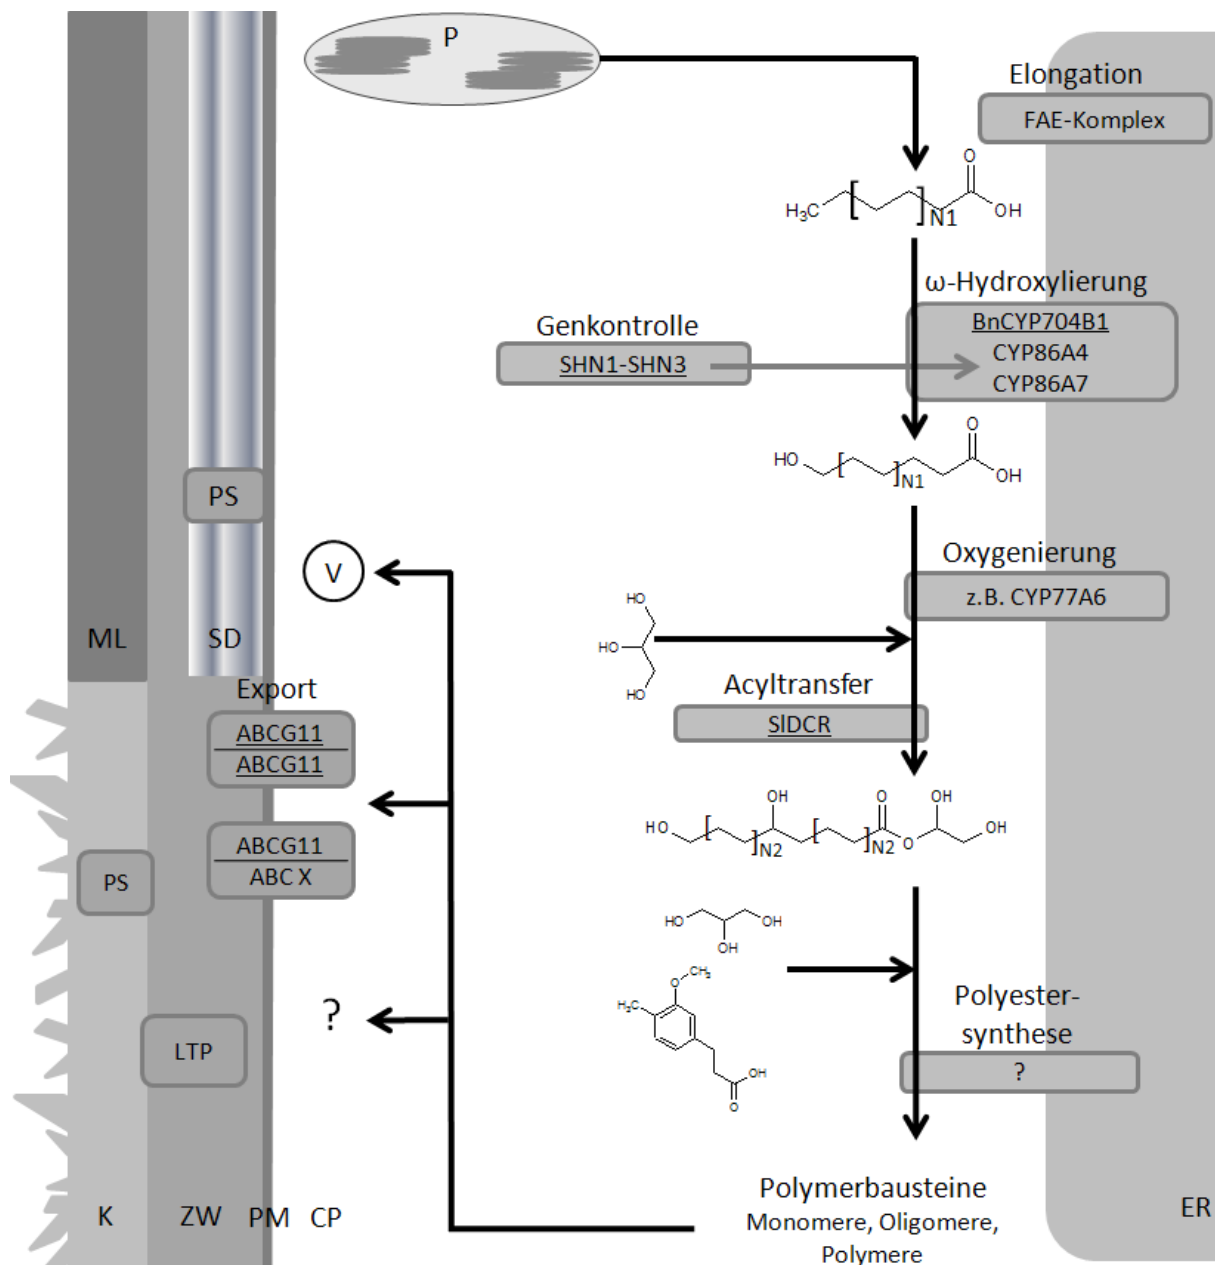 P
Elongation
FAE-Komplex
O
H₃C
[
]
N1
OH
ω-Hydroxylierung
BnCYP704B1
CYP86A4
CYP86A7
Genkontrolle
SHN1-SHN3
O
HO
[
]
N1
OH
PS
Oxygenierung
z.B. CYP77A6
V
HO
HO
HO
ML
SD
Export
ABCG11
ABCG11
Acyltransfer
SlDCR
OH
O
OH
HO
[
]
N2
[
]
N2
O
OH
ABCG11
ABC X
PS
HO
OH
OH
O
CH₃
H₃C
OH
O
?
LTP
Polyester-
synthese
?
K
ZW
PM
CP
Polymerbausteine
Monomere, Oligomere,
Polymere
ER